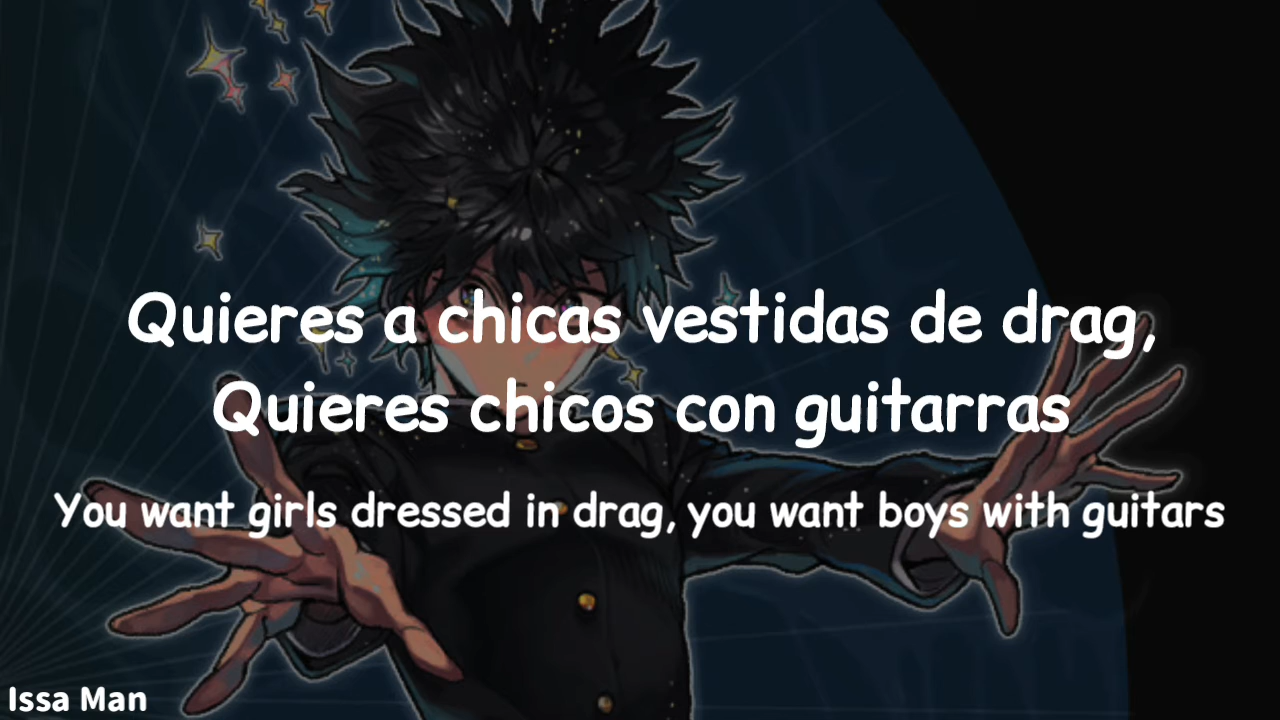 Quieres a chicas vestidas de drag,
Quieres chicos con guitarras
You want girls dressed in drag, you want boys with guitars
Issa Man